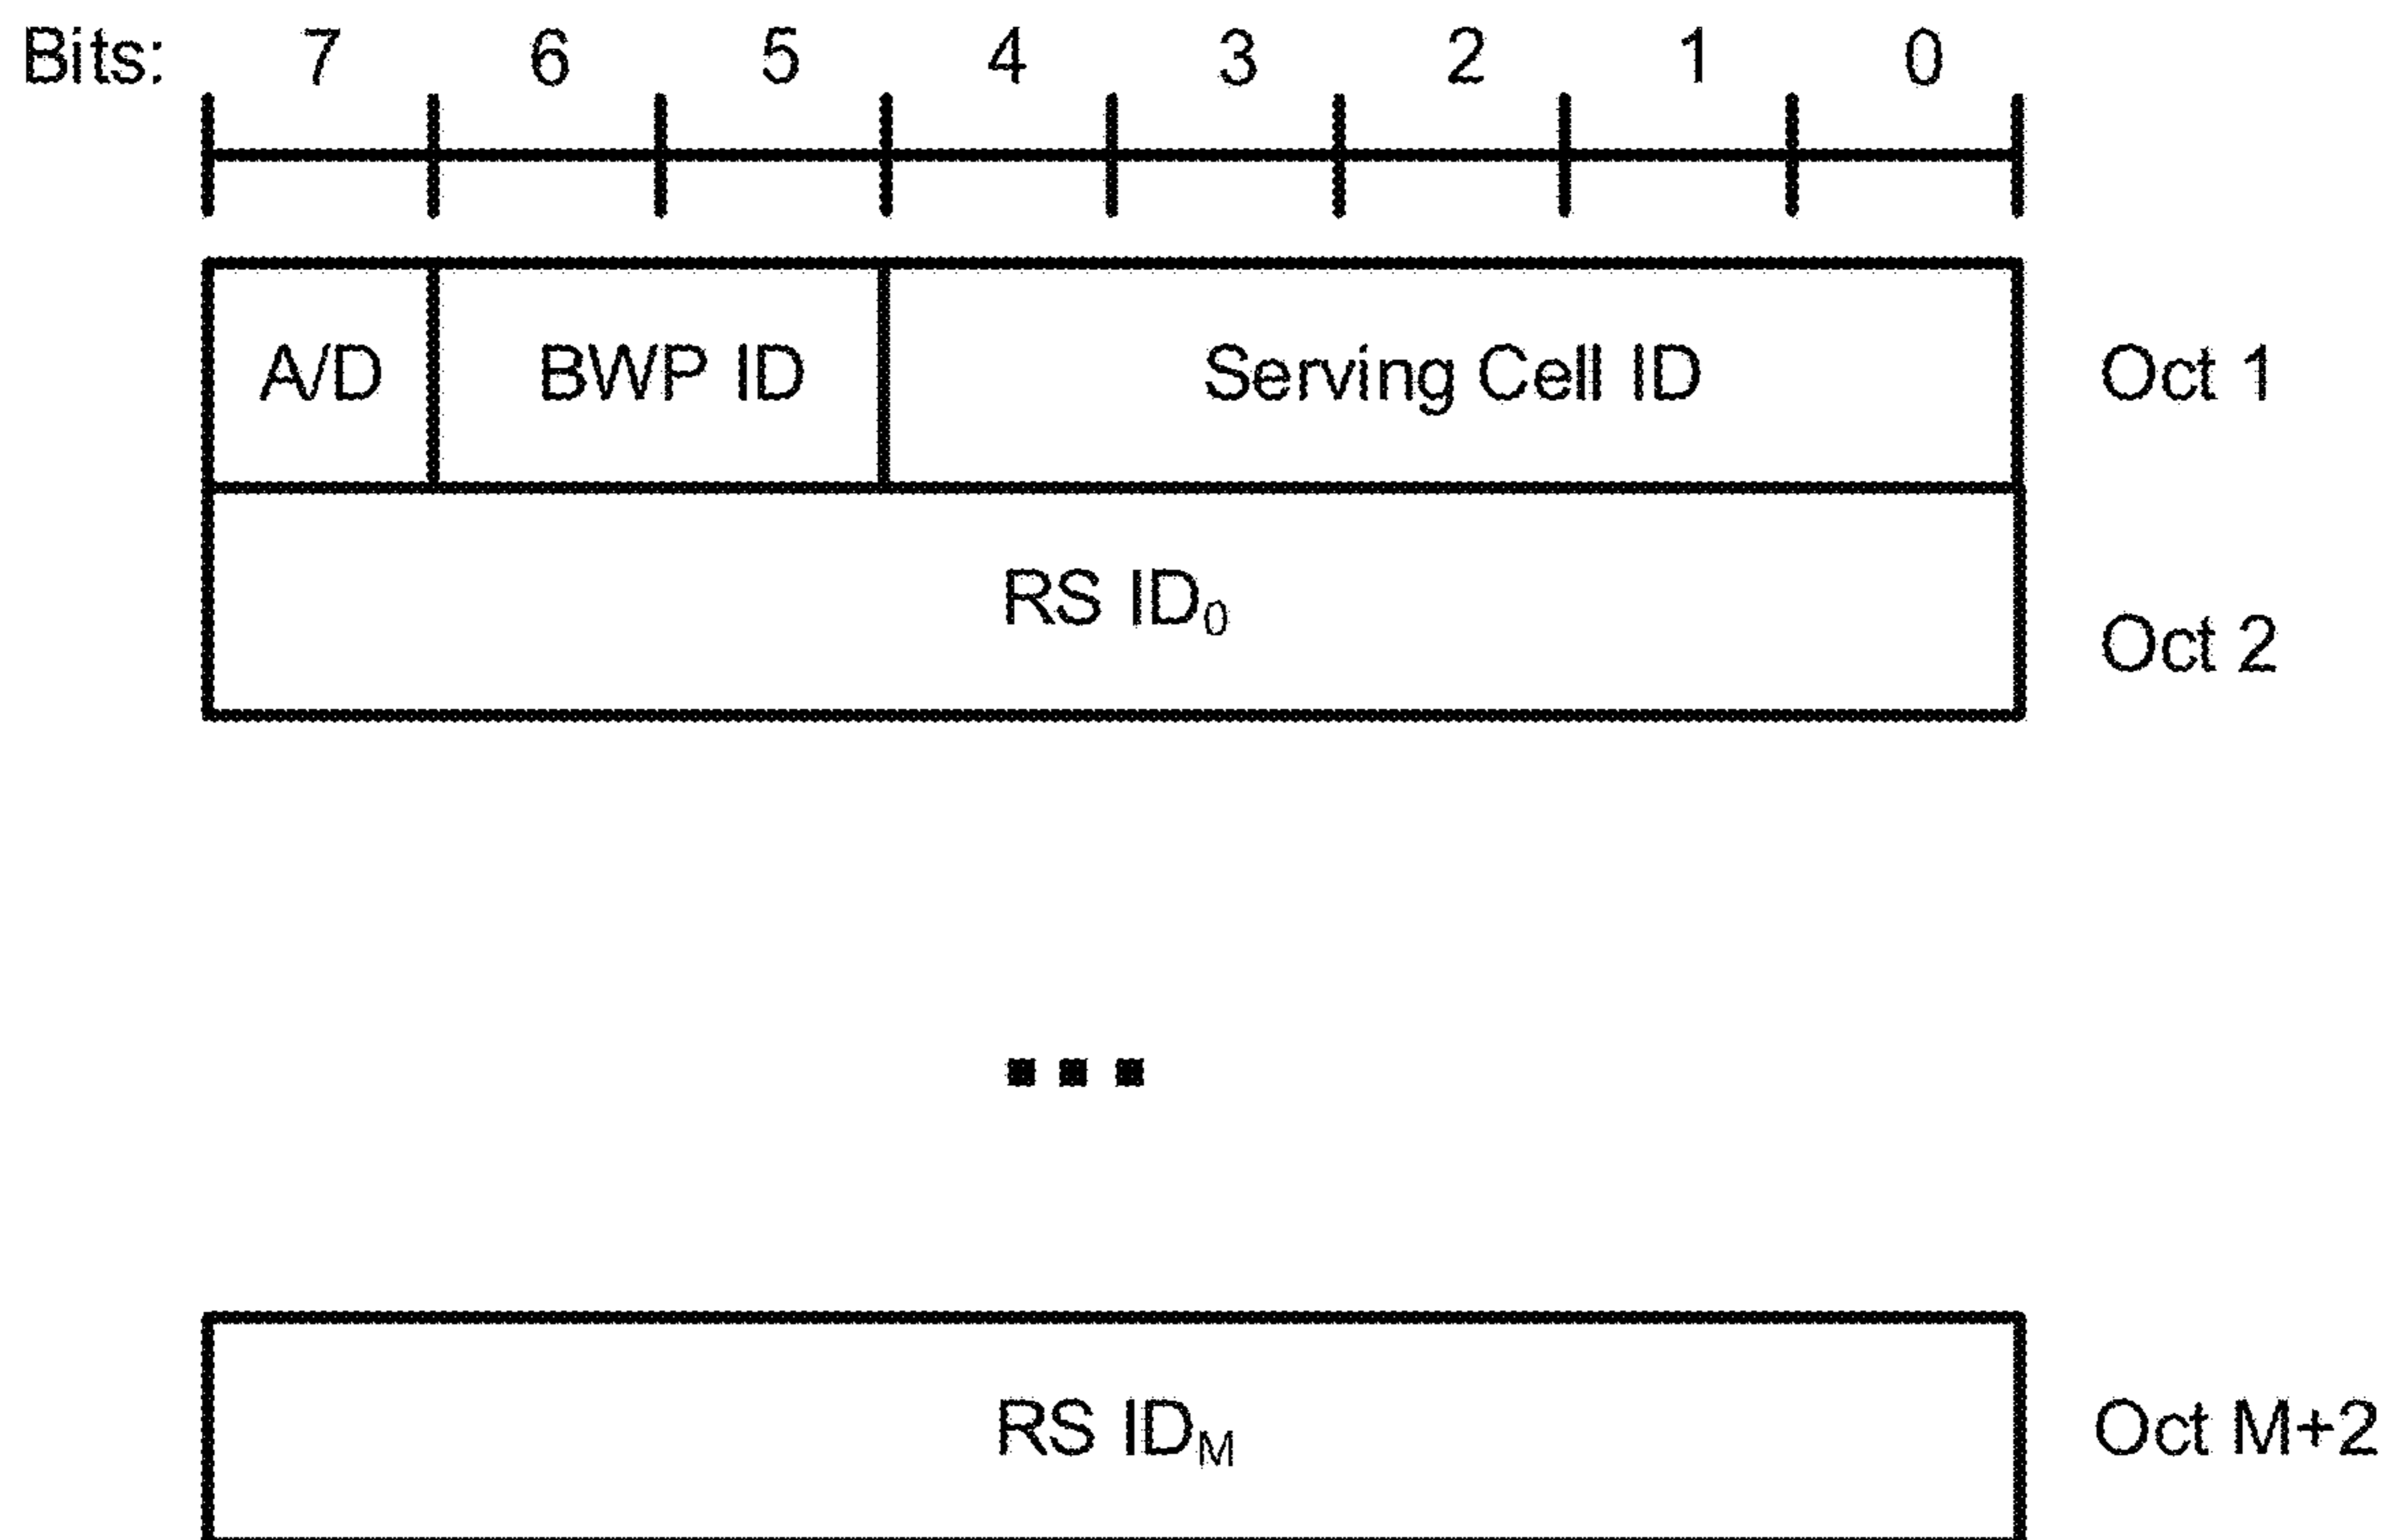 Bits: 7 6 5 4 3 2 1 0
A/D BWP ID Serving Cell ID Oct 1
RS ID₀ Oct 2
RS IDM Oct M+2